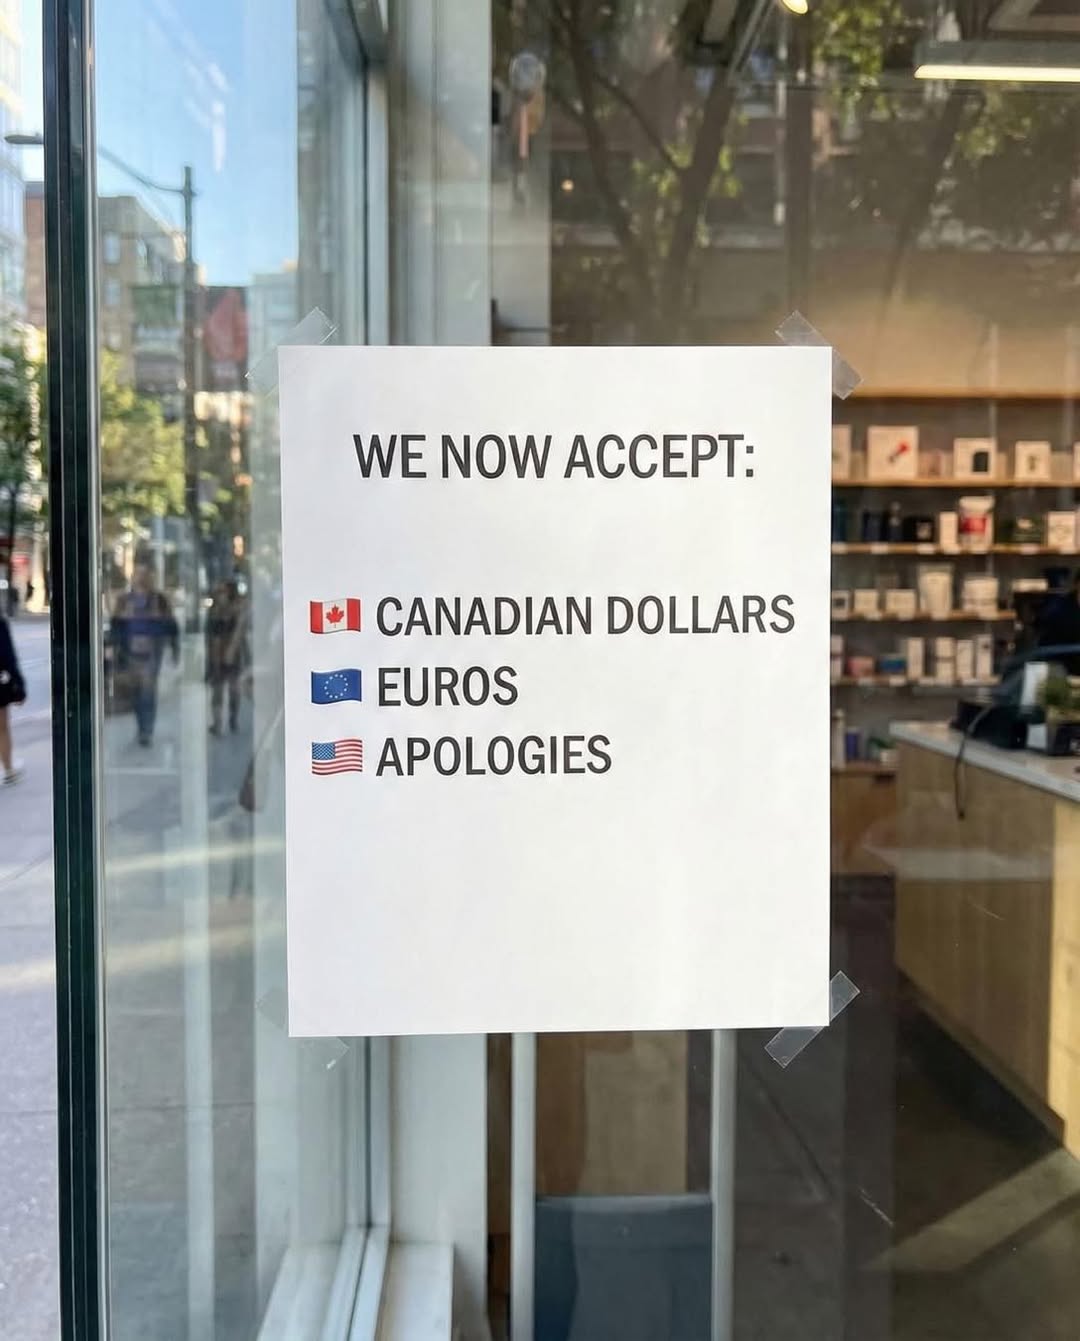 WE NOW ACCEPT:
🇨🇦 CANADIAN DOLLARS
🇪🇺 EUROS
🇺🇸 APOLOGIES